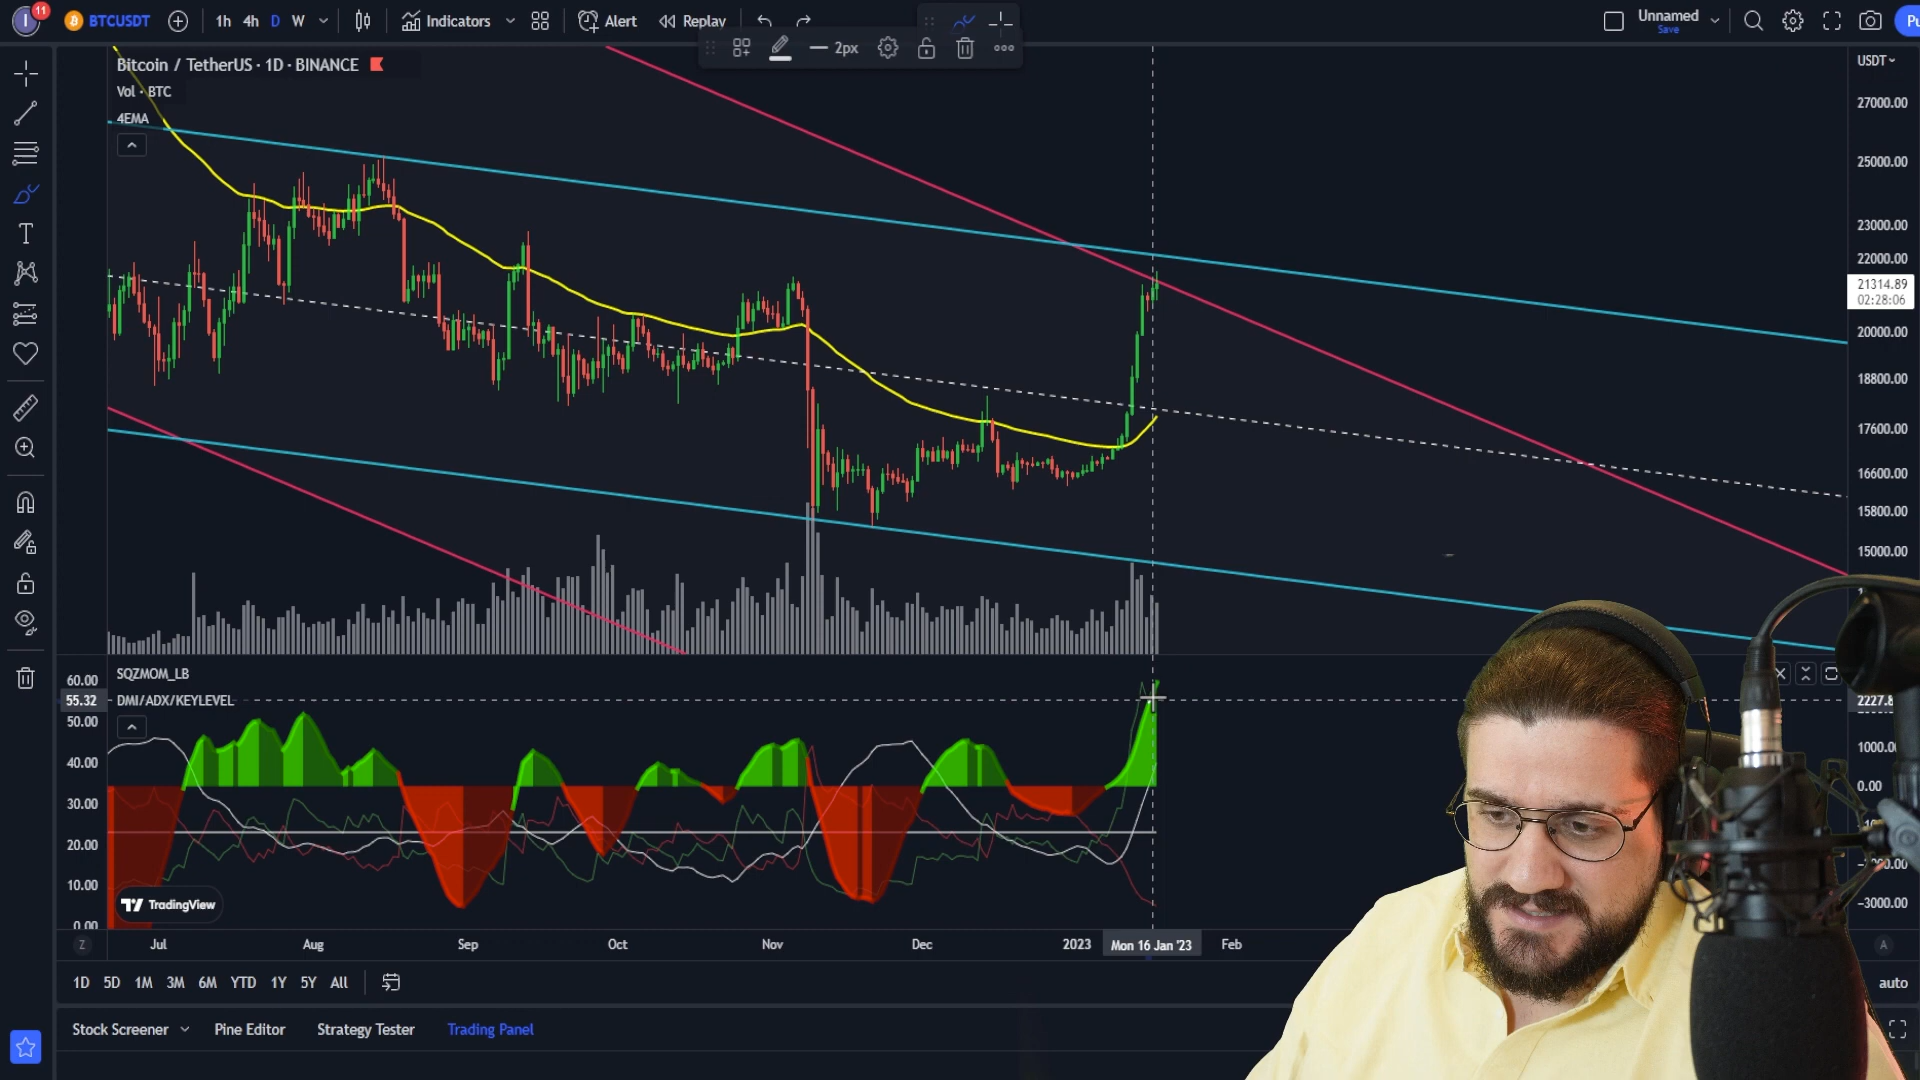 11
BTCUSDT 1h 4h D W Indicators Alert Replay Unnamed
Save
2px
Bitcoin / TetherUS · 1D · BINANCE
Vol · BTC
4EMA
USDT
27000.00
25000.00
23000.00
22000.00
21314.89
02:28:06
20000.00
18800.00
17600.00
16600.00
15800.00
15000.00
SQZMOM_LB
DMI/ADX/KEYLEVEL
60.00
55.32
50.00
40.00
30.00
20.00
10.00
0.00
0.00
-3000.00
TradingView
Z Jul Aug Sep Oct Nov Dec 2023 Mon 16 Jan '23 Feb A
1D 5D 1M 3M 6M YTD 1Y 5Y All auto
Stock Screener Pine Editor Strategy Tester Trading Panel